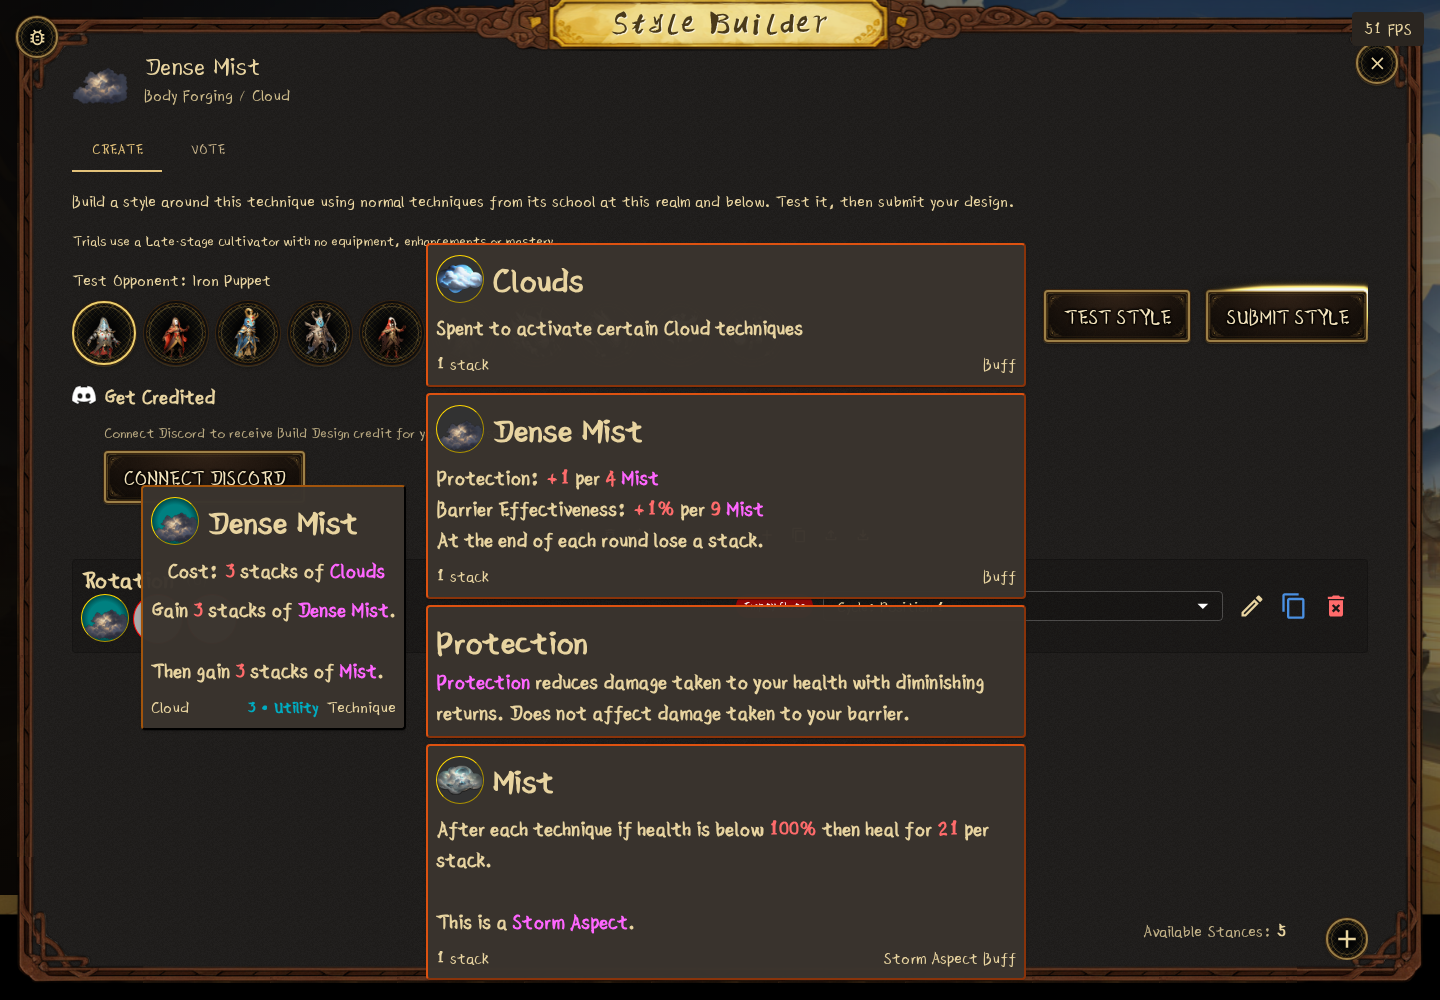 Style Builder
51 FPS
Dense Mist
Body Forging / Cloud
CREATE
VOTE
Build a style around this technique using normal techniques from its school at this realm and below. Test it, then submit your design.
Trials use a Late-stage cultivator with no equipment, enhancements or mastery
Test Opponent: Iron Puppet
TEST STYLE
SUBMIT STYLE
Get Credited
Connect Discord to receive Build Design credit for y
CONNECT DISCORD
Dense Mist
Cost: 3 stacks of Clouds
Gain 3 stacks of Dense Mist.
Then gain 3 stacks of Mist.
Cloud
3 • Utility Technique
Clouds
Spent to activate certain Cloud techniques
1 stack
Buff
Dense Mist
Protection: +1 per 4 Mist
Barrier Effectiveness: +1% per 9 Mist
At the end of each round lose a stack.
1 stack
Buff
Protection
Protection reduces damage taken to your health with diminishing
returns. Does not affect damage taken to your barrier.
Mist
After each technique if health is below 100% then heal for 21 per
stack.
This is a Storm Aspect.
1 stack
Storm Aspect Buff
Rotat
Available Stances: 5